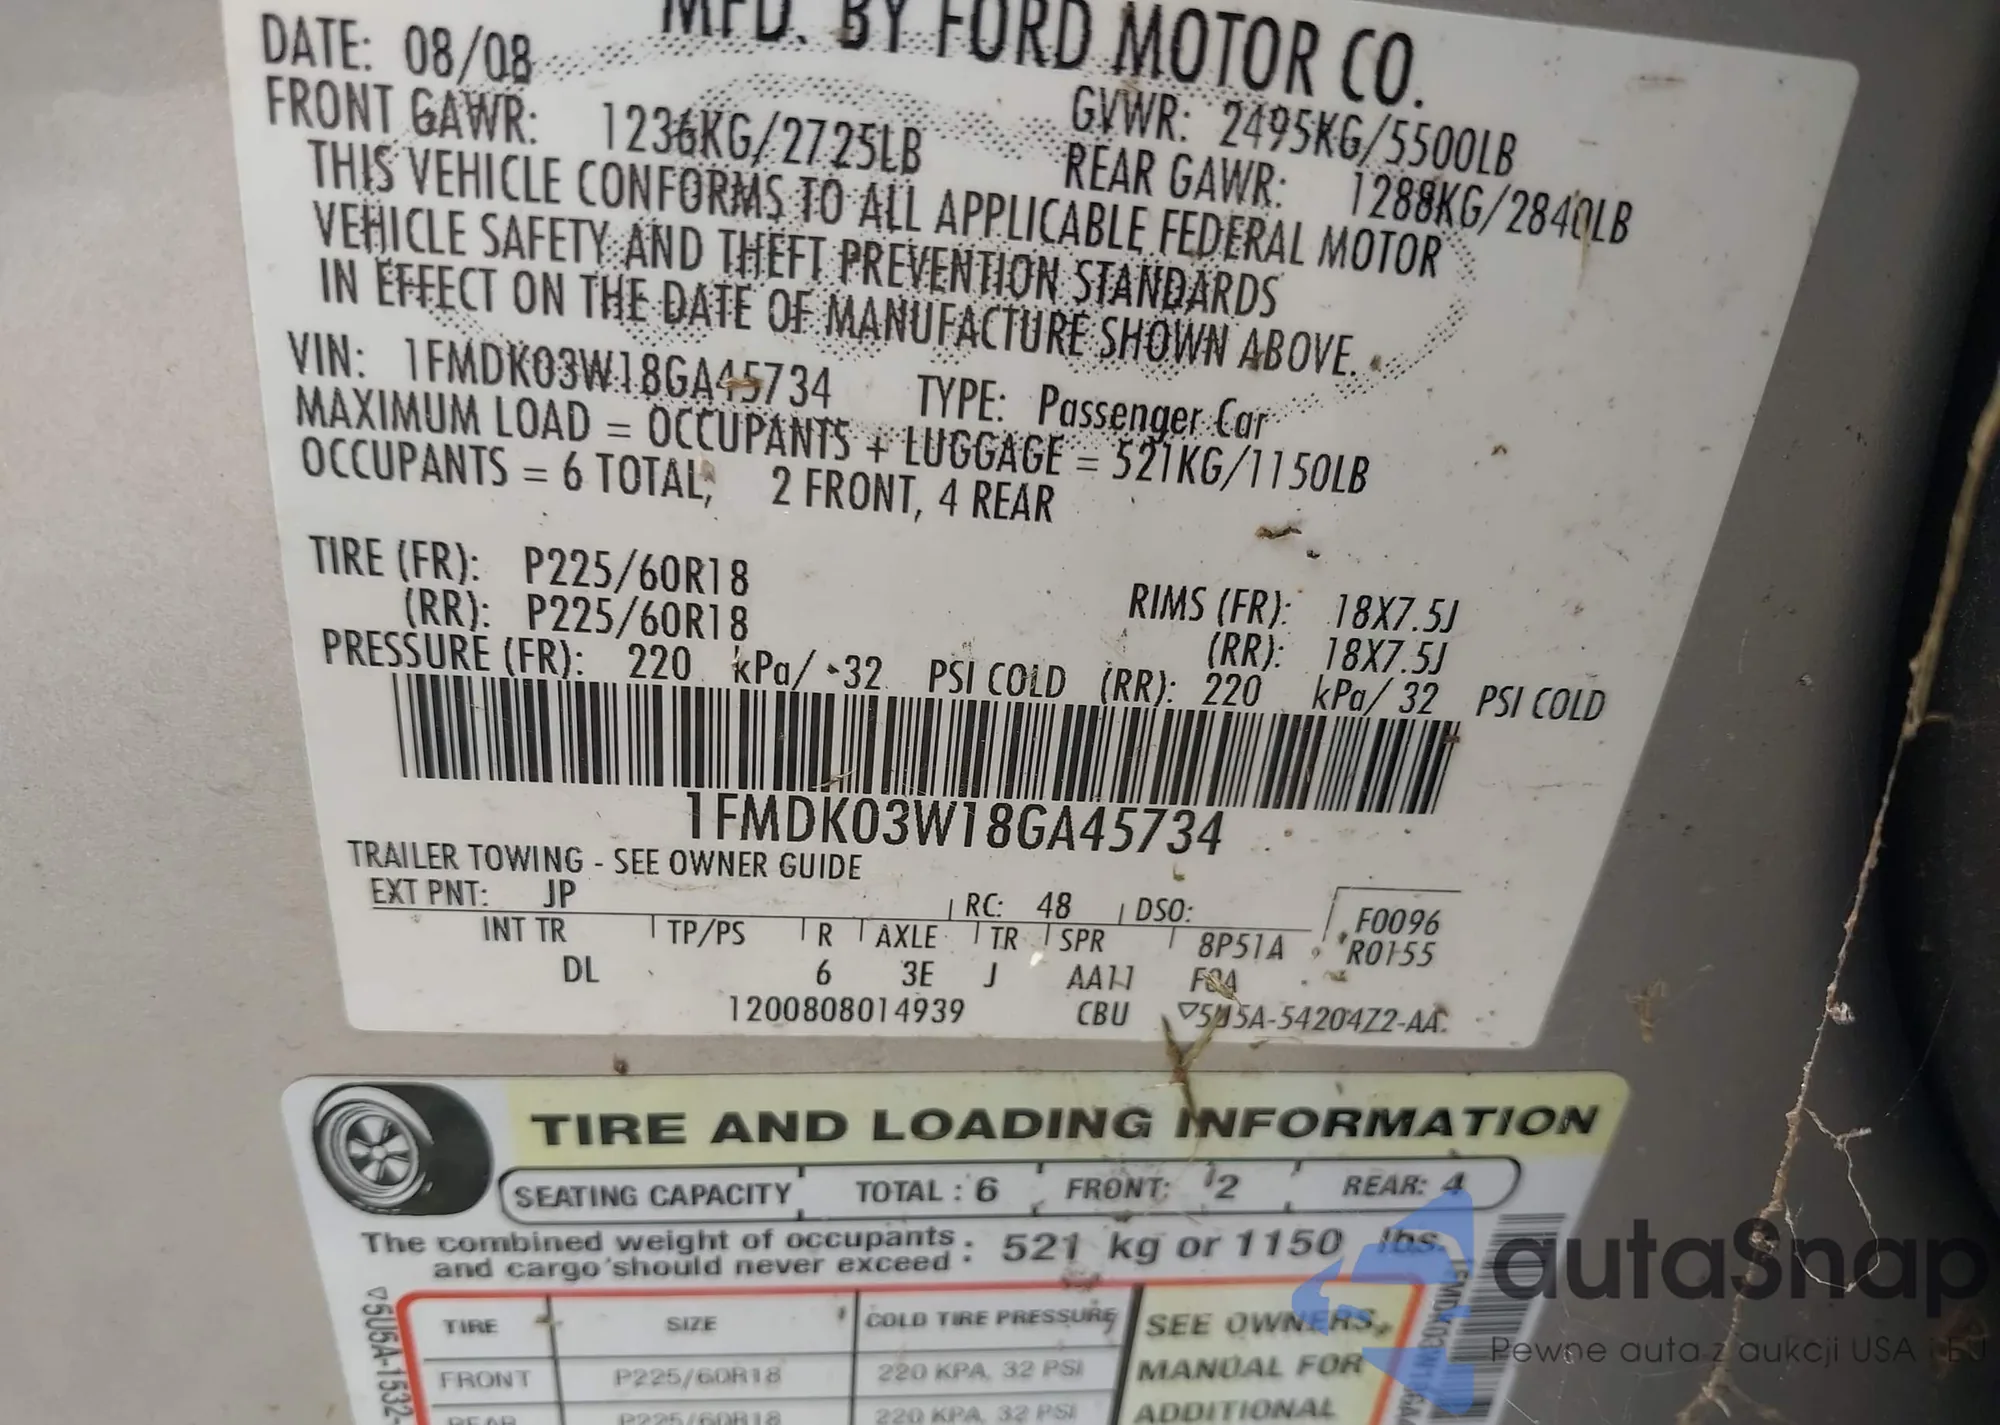 MFD. BY FORD MOTOR CO.
DATE: 08/08
GVWR: 2495KG/5500LB
FRONT GAWR: 1236KG/2725LB
REAR GAWR: 1288KG/2840LB
THIS VEHICLE CONFORMS TO ALL APPLICABLE FEDERAL MOTOR
VEHICLE SAFETY AND THEFT PREVENTION STANDARDS
IN EFFECT ON THE DATE OF MANUFACTURE SHOWN ABOVE.
VIN: 1FMDK03W18GA45734 TYPE: Passenger Car
MAXIMUM LOAD = OCCUPANTS + LUGGAGE = 521KG/1150LB
OCCUPANTS = 6 TOTAL, 2 FRONT, 4 REAR
TIRE (FR): P225/60R18 RIMS (FR): 18X7.5J
(RR): P225/60R18 (RR): 18X7.5J
PRESSURE (FR): 220 kPa/ 32 PSI COLD (RR): 220 kPa/ 32 PSI COLD
1FMDK03W18GA45734
TRAILER TOWING - SEE OWNER GUIDE
EXT PNT: JP RC: 48 DSO: F0096
INT TR TP/PS R AXLE TR SPR 8P51A R0155
DL 6 3E J
1200808014939 CBU ▽5U5A-54204Z2-AA
TIRE AND LOADING INFORMATION
SEATING CAPACITY TOTAL : 6 FRONT: 2 REAR: 4
The combined weight of occupants
and cargo should never exceed : 521 kg or 1150 lbs.
TIRE SIZE COLD TIRE PRESSURE SEE OWNERS
FRONT P225/60R18 220 KPA, 32 PSI MANUAL FOR
REAR P225/60R18 220 KPA, 32 PSI ADDITIONAL
▽5U5A-1532-
autaSnap
Pewne auta z aukcji USA i EU